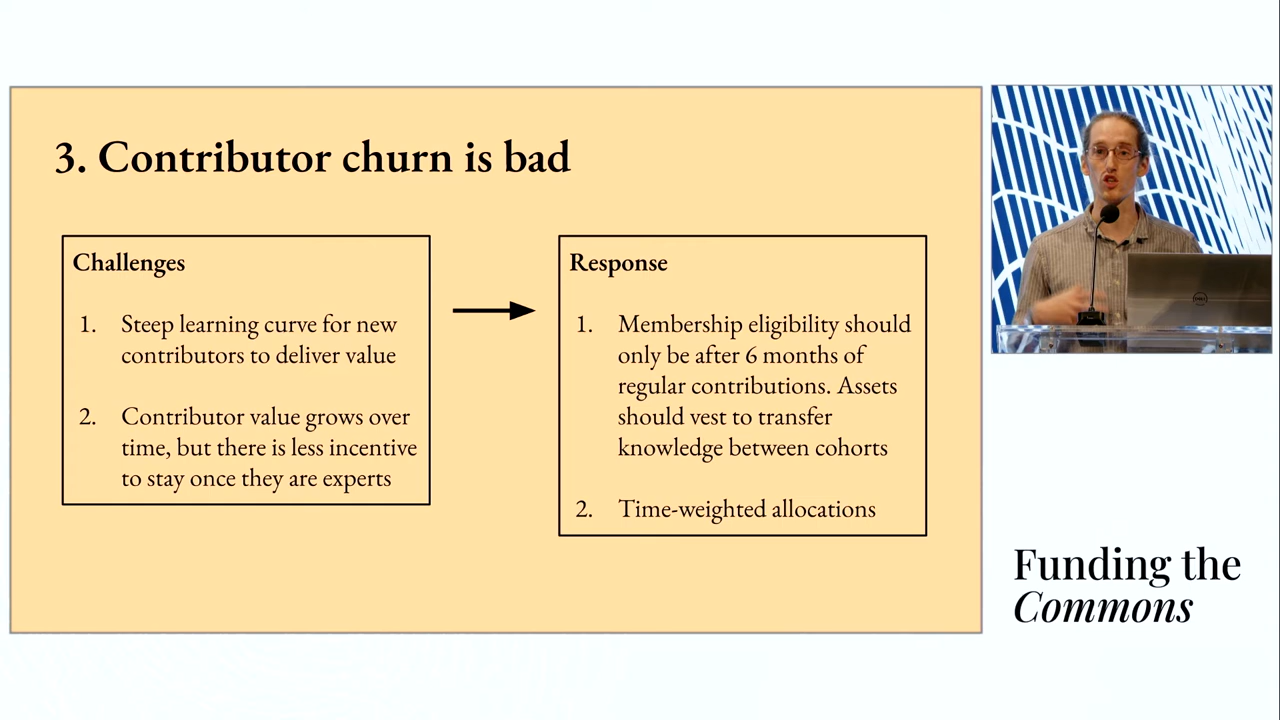 3. Contributor churn is bad
Challenges
1. Steep learning curve for new
contributors to deliver value
2. Contributor value grows over
time, but there is less incentive
to stay once they are experts
Response
1. Membership eligibility should
only be after 6 months of
regular contributions. Assets
should vest to transfer
knowledge between cohorts
2. Time-weighted allocations
DELL
Funding the
Commons